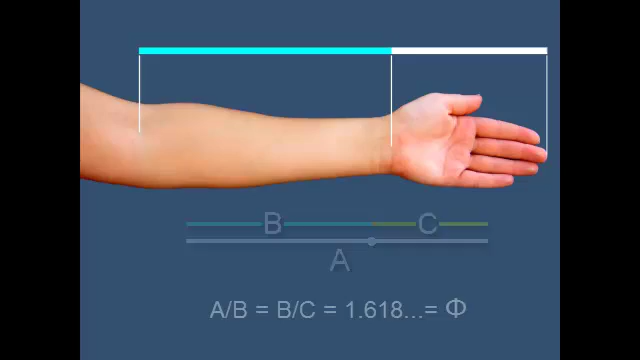 B C
A
A/B = B/C = 1.618...= Φ